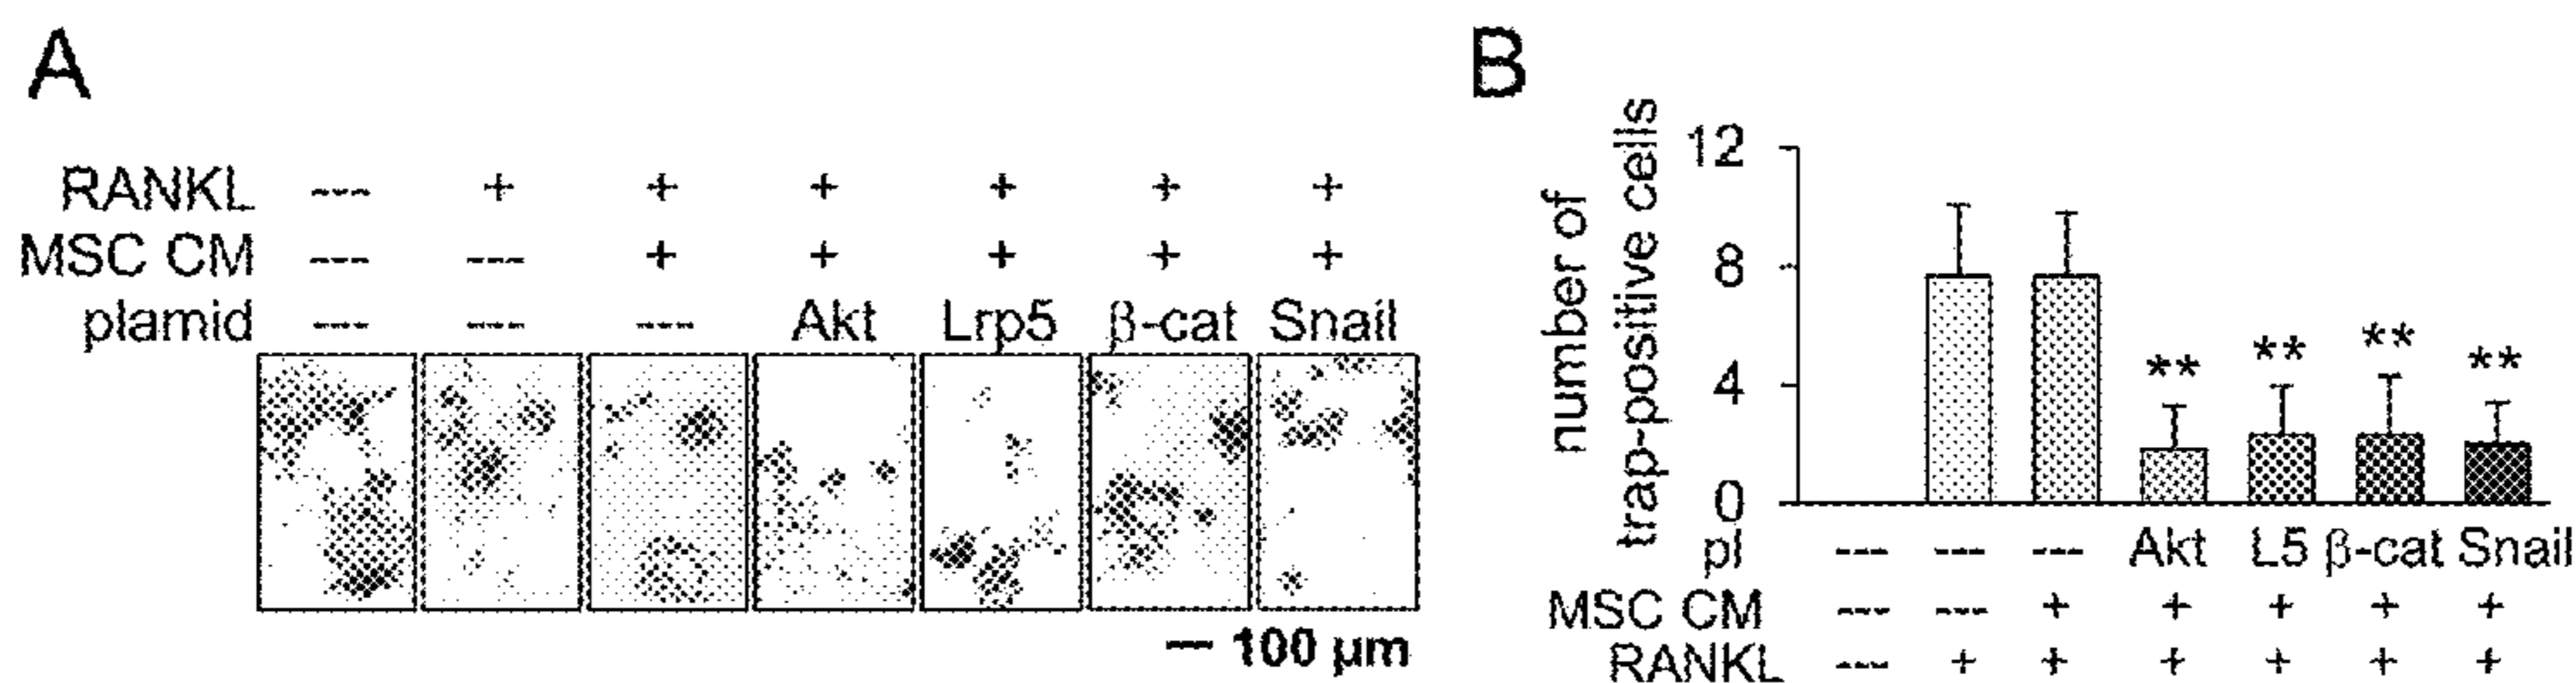 A
RANKL --- + + + + + +
MSC CM --- --- + + + + +
plamid --- --- --- Akt Lrp5 β-cat Snail
100 µm
B
number of
trap-positive cells
12
8
4
0
** ** ** **
pl --- --- --- Akt L5 β-cat Snail
MSC CM --- --- + + + + +
RANKL --- + + + + + +